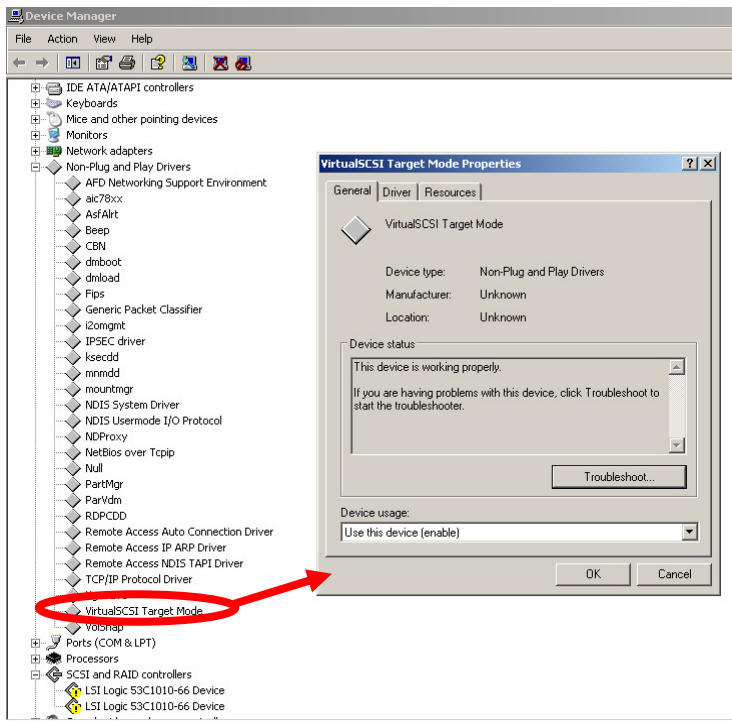 Device Manager
File Action View Help
IDE ATA/ATAPI controllers
Keyboards
Mice and other pointing devices
Monitors
Network adapters
Non-Plug and Play Drivers
AFD Networking Support Environment
aic78xx
AsfAlrt
Beep
CBN
dmboot
dmload
Fips
Generic Packet Classifier
i2omgmt
IPSEC driver
ksecdd
mnmdd
mountmgr
NDIS System Driver
NDIS Usermode I/O Protocol
NDProxy
NetBios over Tcpip
Null
PartMgr
ParVdm
RDPCDD
Remote Access Auto Connection Driver
Remote Access IP ARP Driver
Remote Access NDIS TAPI Driver
TCP/IP Protocol Driver
VirtualSCSI Target Mode
VolSnap
Ports (COM & LPT)
Processors
SCSI and RAID controllers
LSI Logic 53C1010-66 Device
LSI Logic 53C1010-66 Device
VirtualSCSI Target Mode Properties
General Driver Resources
VirtualSCSI Target Mode
Device type: Non-Plug and Play Drivers
Manufacturer: Unknown
Location: Unknown
Device status
This device is working properly.
If you are having problems with this device, click Troubleshoot to
start the troubleshooter.
Troubleshoot...
Device usage:
Use this device (enable)
OK Cancel